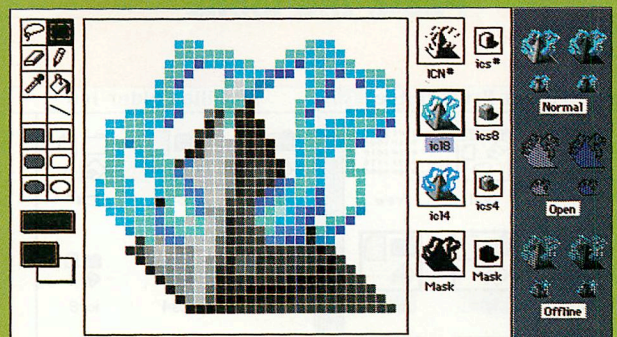 ICN#
ics#
icl8
ics8
icl4
ics4
Mask
Mask
Normal
Open
Offline